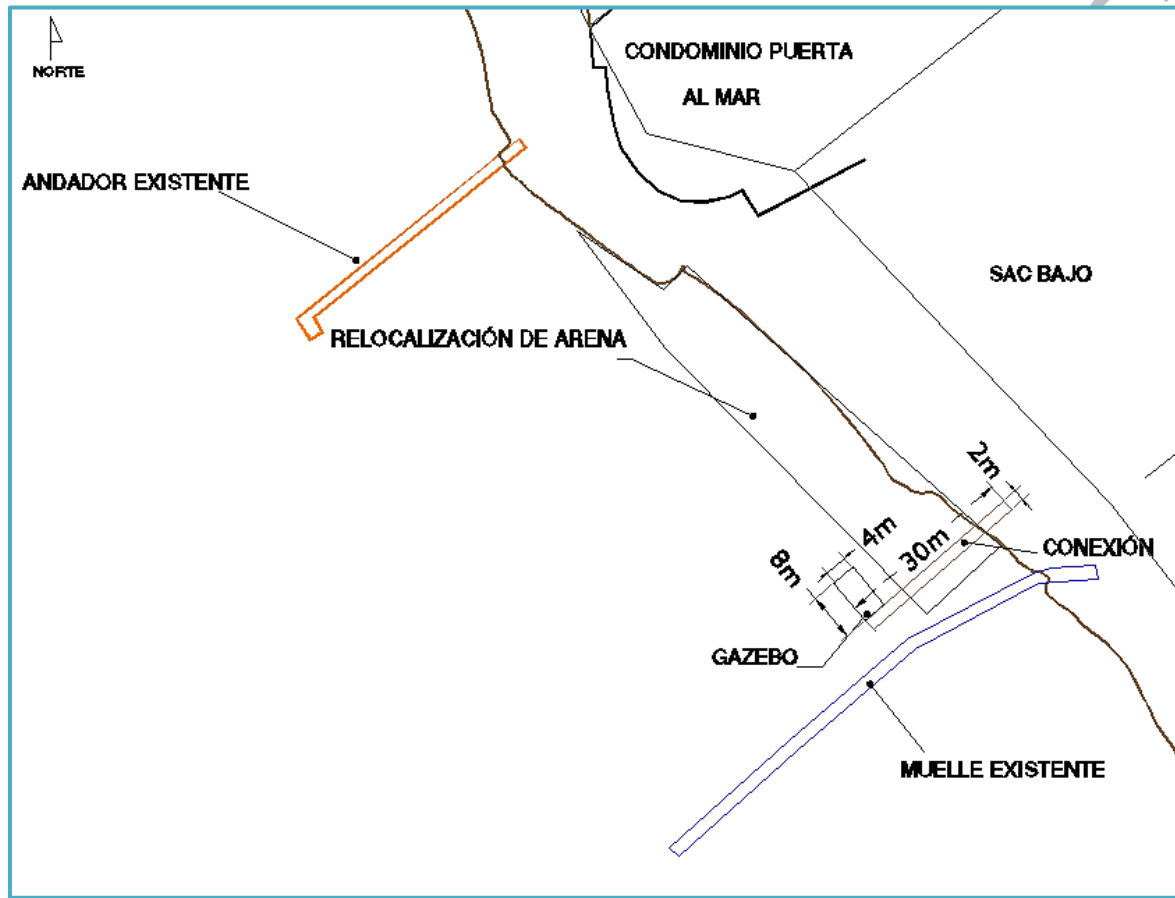 NORTE
CONDOMINIO PUERTA
AL MAR
ANDADOR EXISTENTE
SAC BAJO
RELOCALIZACIÓN DE ARENA
2m
4m
30m
8m
CONEXIÓN
GAZEBO
MUELLE EXISTENTE